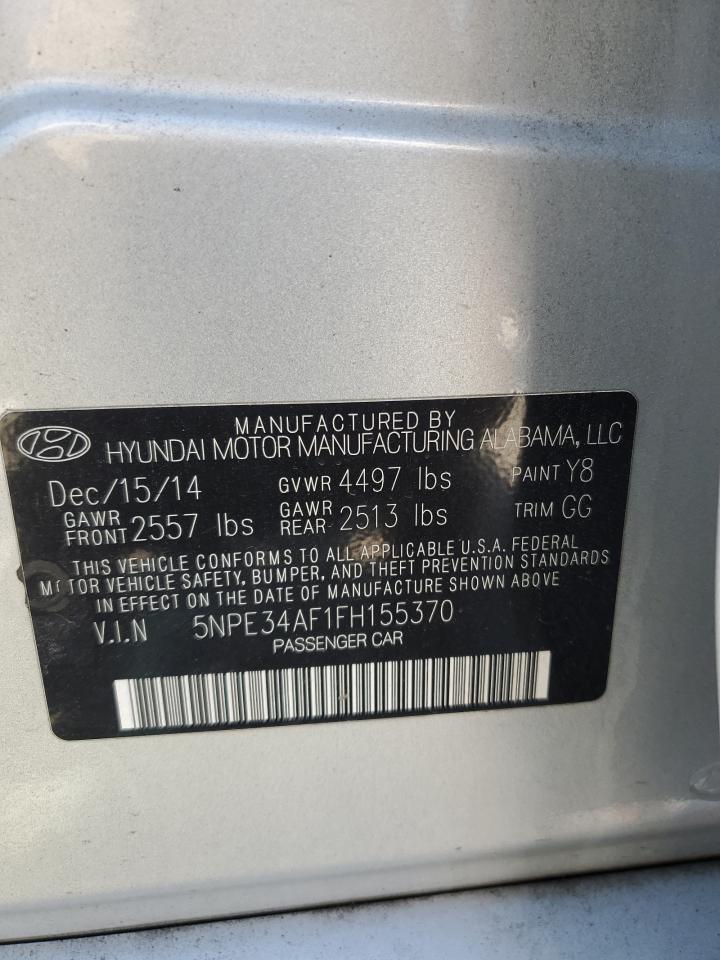 MANUFACTURED BY
HYUNDAI MOTOR MANUFACTURING ALABAMA, LLC
Dec/15/14 GVWR 4497 lbs PAINT Y8
GAWR FRONT 2557 lbs GAWR REAR 2513 lbs TRIM GG
THIS VEHICLE CONFORMS TO ALL APPLICABLE U.S.A. FEDERAL
MOTOR VEHICLE SAFETY, BUMPER, AND THEFT PREVENTION STANDARDS
IN EFFECT ON THE DATE OF MANUFACTURE SHOWN ABOVE
V.I.N 5NPE34AF1FH155370
PASSENGER CAR